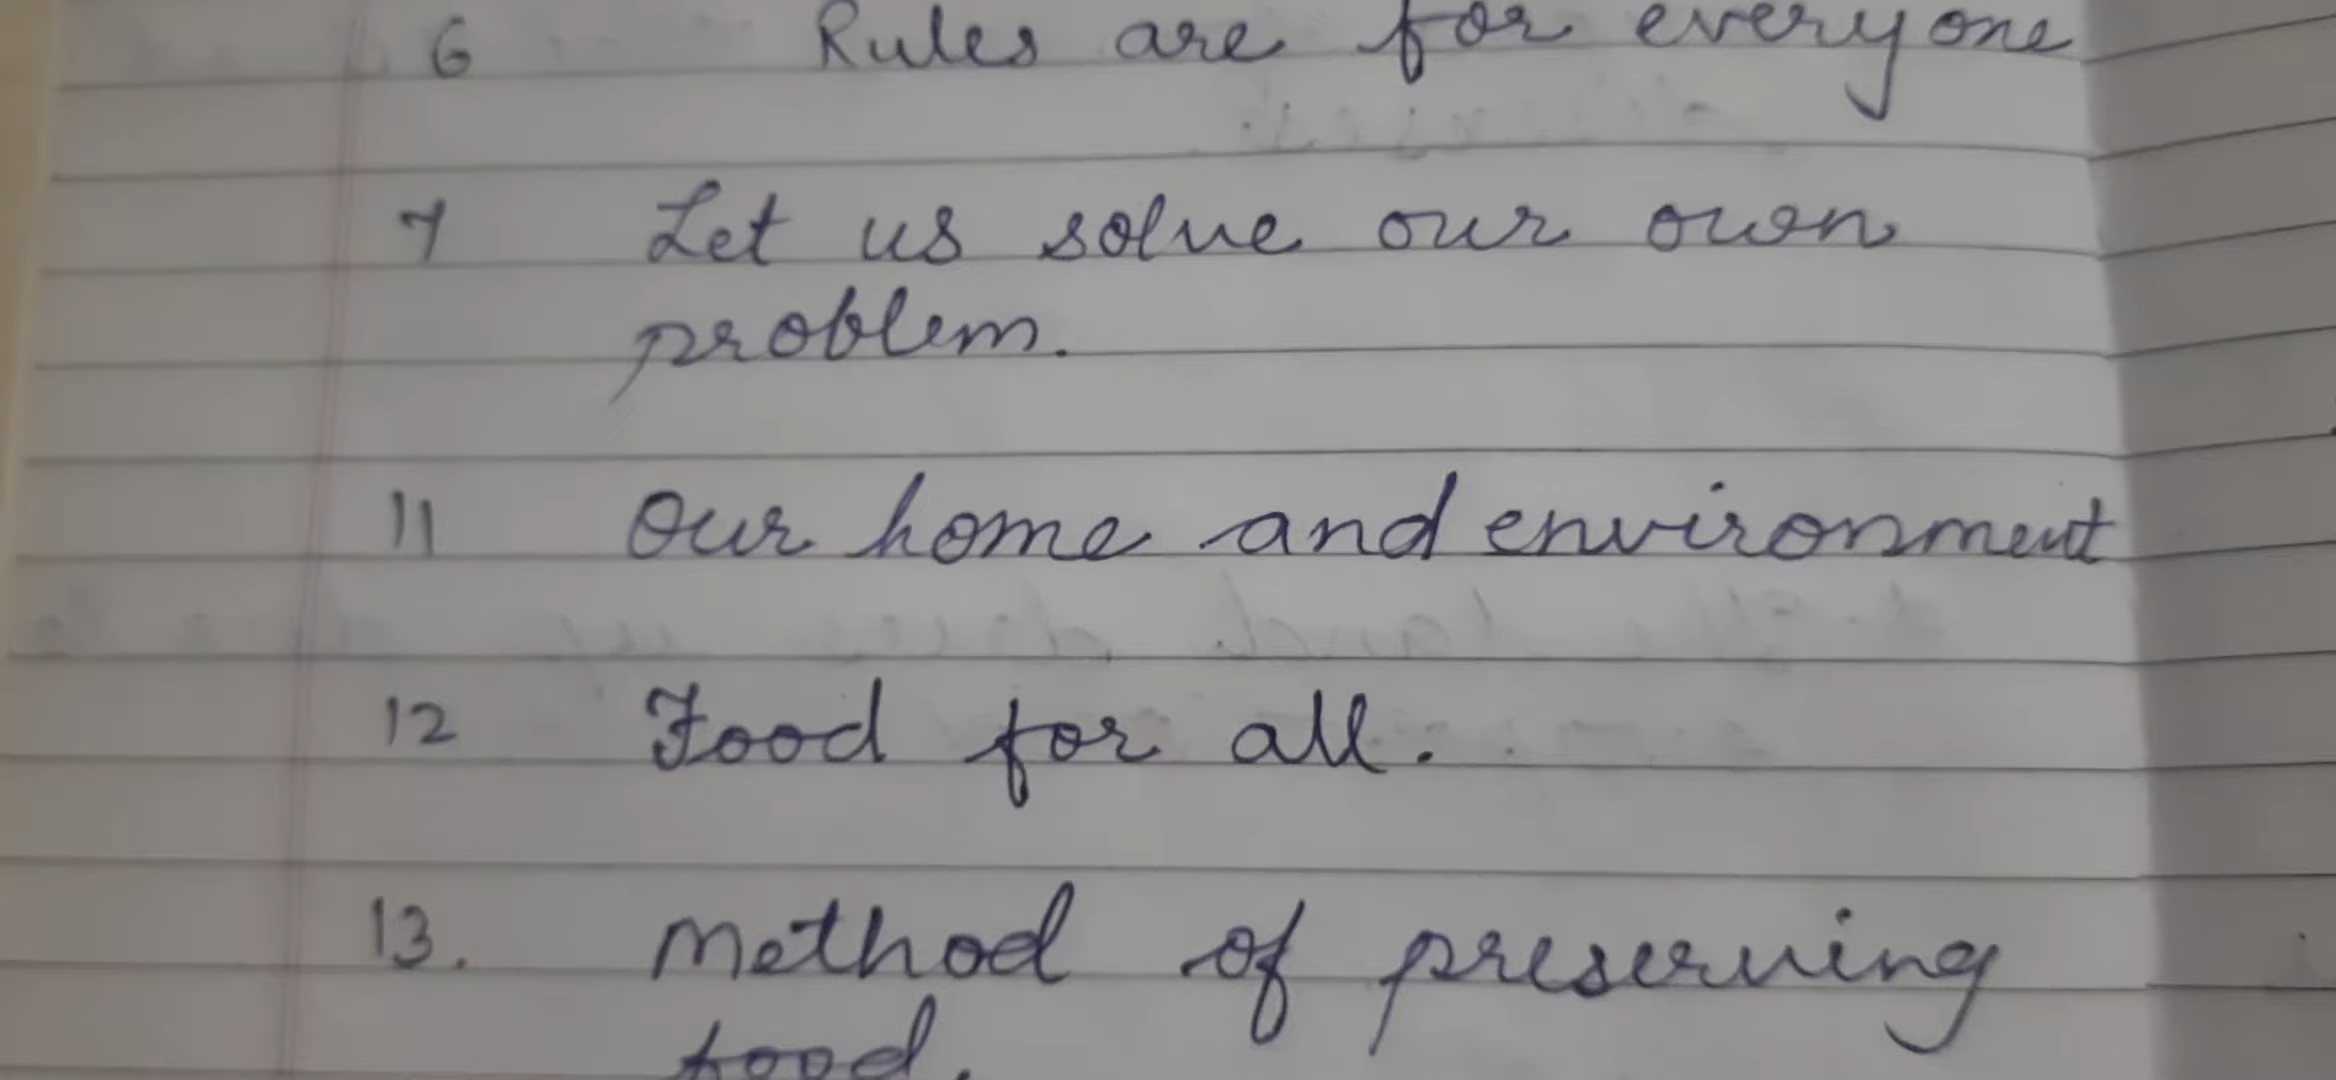 6 Rules are for everyone
7 Let us solve our own
problem.
11 Our home and environment
12 Food for all.
13. Method of preserving
food.